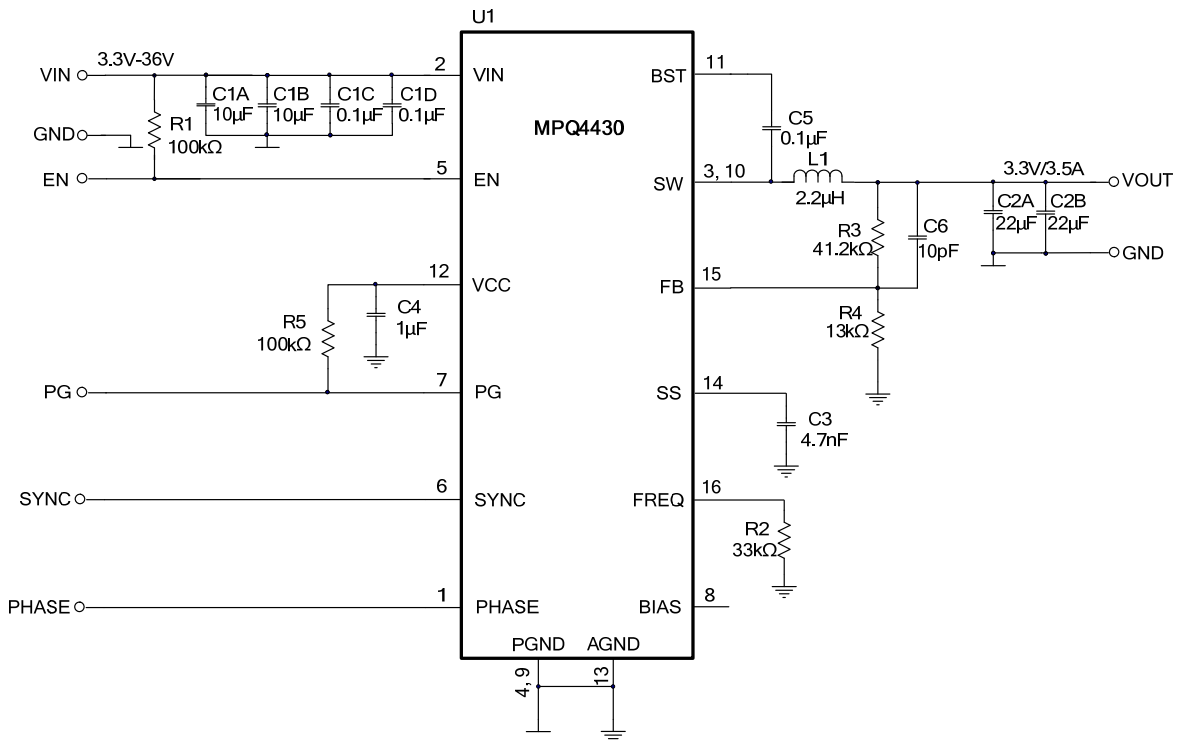 U1
MPQ4430
VIN
3.3V-36V
2
VIN
C1A
10µF
C1B
10µF
C1C
0.1µF
C1D
0.1µF
GND
R1
100kΩ
EN
5
EN
12
VCC
C4
1µF
R5
100kΩ
PG
7
PG
SYNC
6
SYNC
PHASE
1
PHASE
PGND
4, 9
AGND
13
BST
11
C5
0.1µF
SW
3, 10
L1
2.2µH
3.3V/3.5A
VOUT
C2A
22µF
C2B
22µF
GND
R3
41.2kΩ
C6
10pF
FB
15
R4
13kΩ
SS
14
C3
4.7nF
FREQ
16
R2
33kΩ
BIAS
8